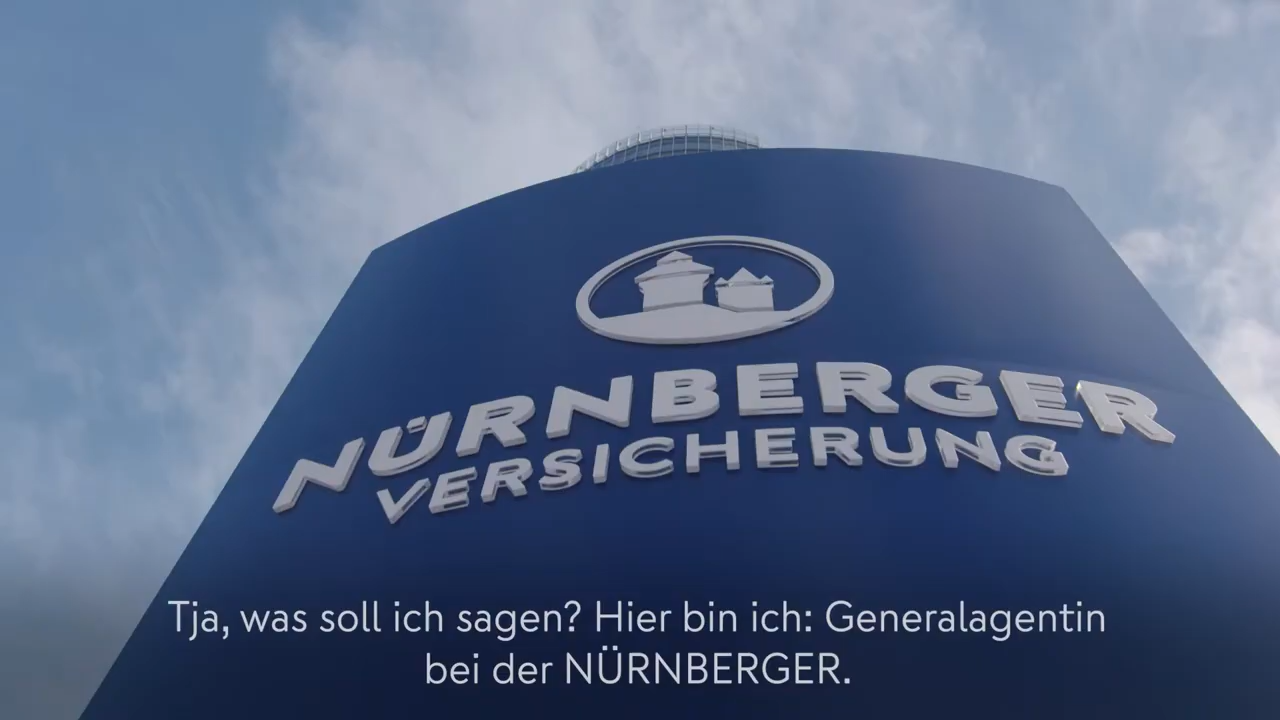 NÜRNBERGER
VERSICHERUNG
Tja, was soll ich sagen? Hier bin ich: Generalagentin
bei der NÜRNBERGER.